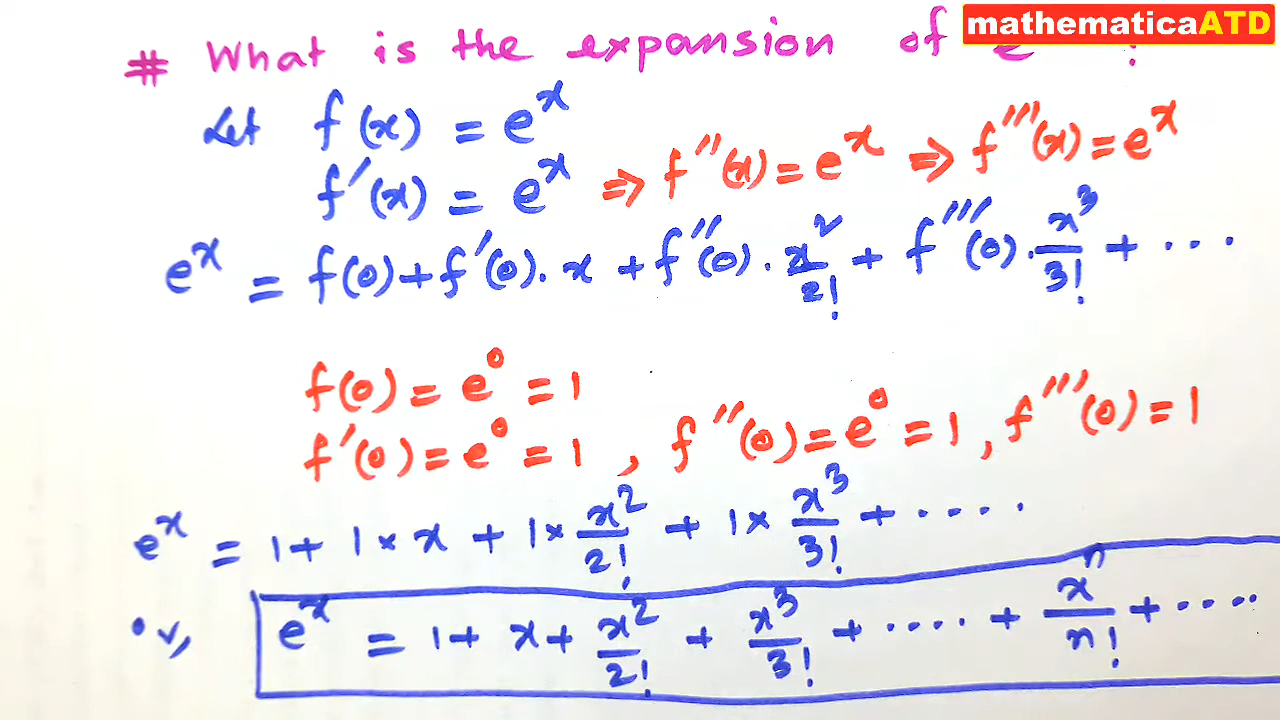 mathematicaATD
# What is the expansion of e ?
Let f(x) = e^x
f'(x) = e^x ⇒ f''(x) = e^x ⇒ f'''(x) = e^x
e^x = f(0) + f'(0). x + f''(0). x^2/2! + f'''(0). x^3/3! + ...
f(0) = e^0 = 1
f'(0) = e^0 = 1 , f''(0) = e^0 = 1 , f'''(0) = 1
e^x = 1 + 1 × x + 1 × x^2/2! + 1 × x^3/3! + ....
e^x = 1 + x + x^2/2! + x^3/3! + .... + x^n/n! + ....